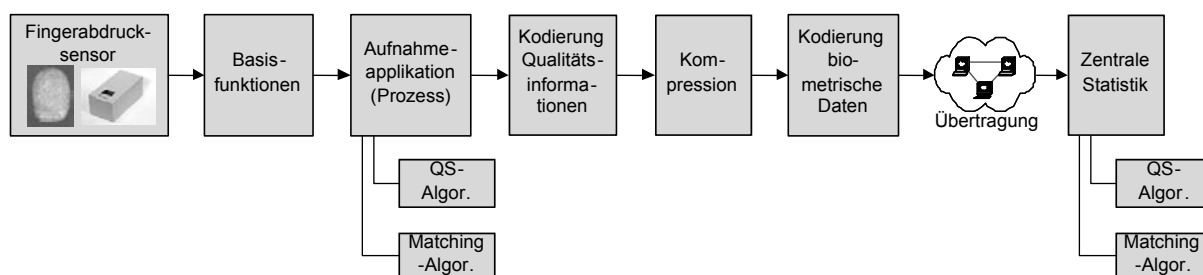 Fingerabdruck-
sensor
Basis-
funktionen
Aufnahme-
applikation
(Prozess)
Kodierung
Qualitäts-
informa-
tionen
Kom-
pression
Kodierung
bio-
metrische
Daten
Übertragung
Zentrale
Statistik
QS-
Algor.
Matching
-Algor.
QS-
Algor.
Matching
-Algor.